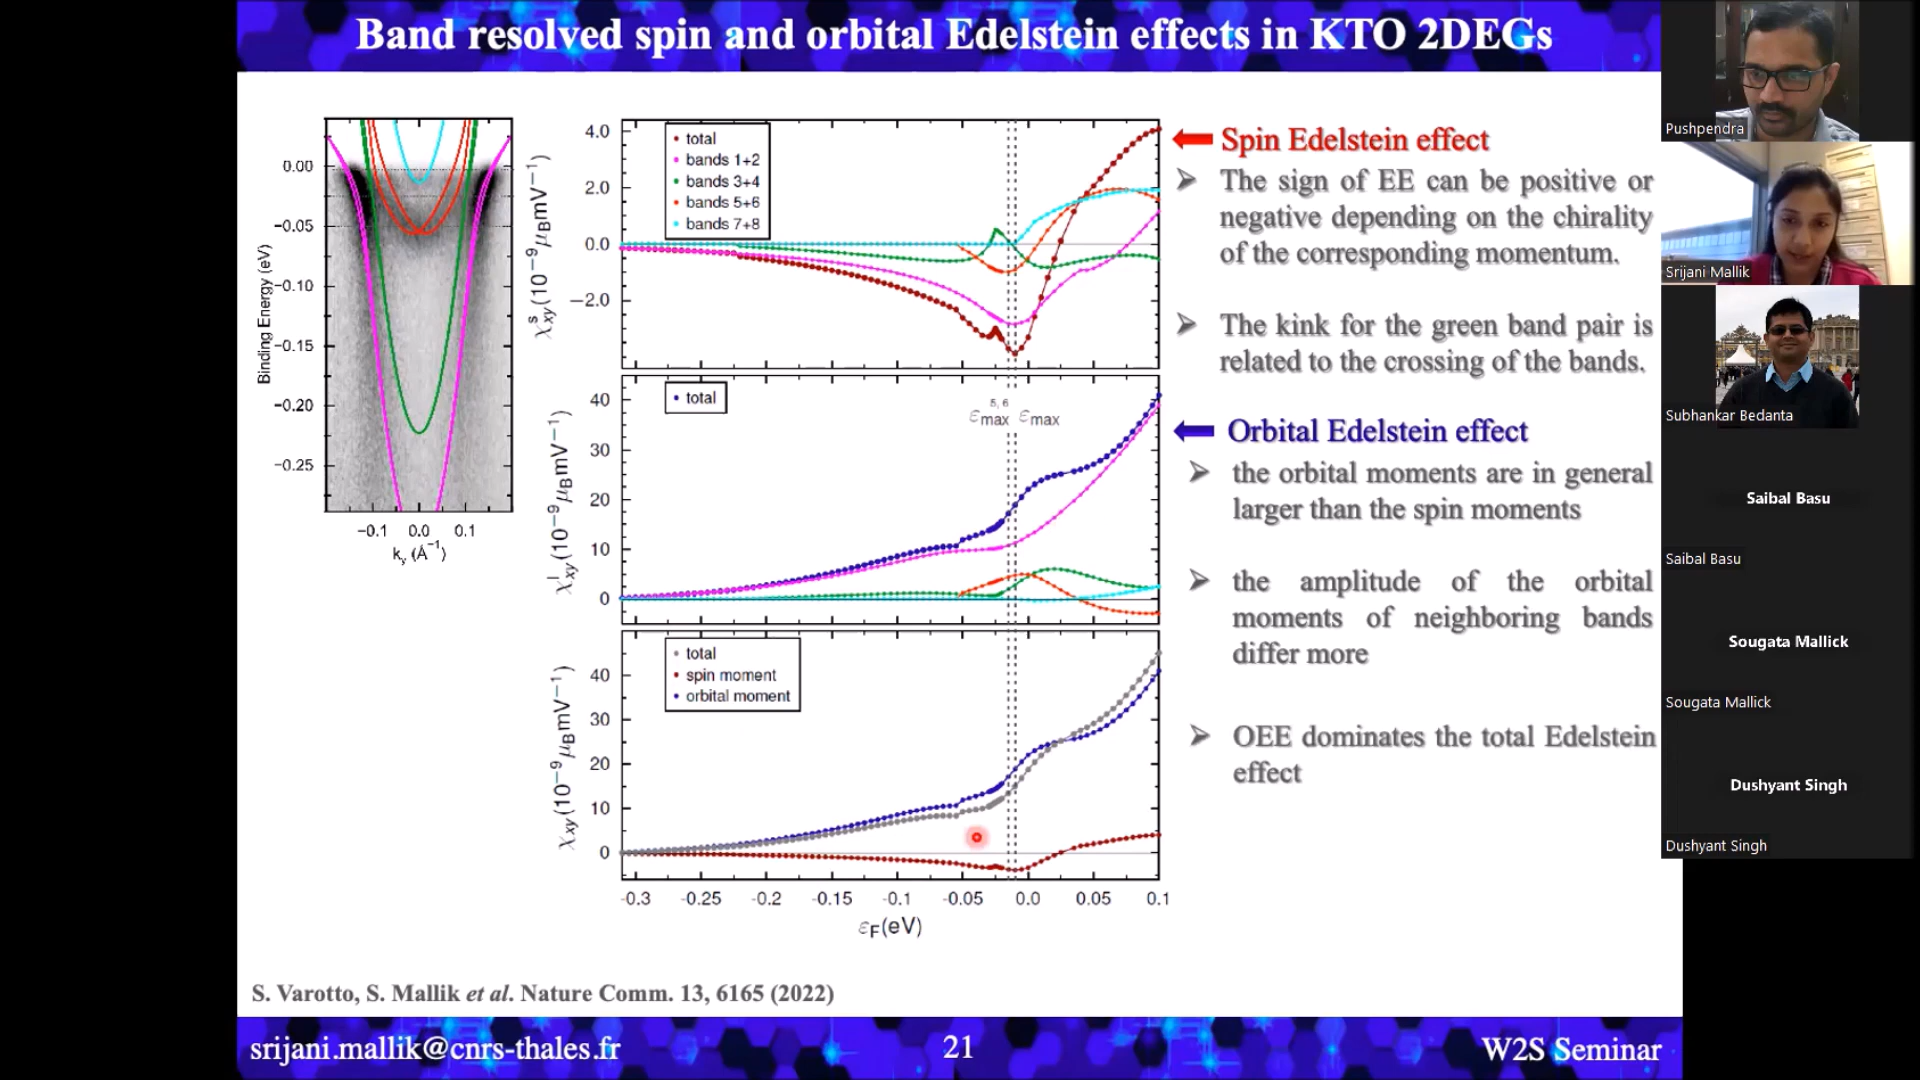 Band resolved spin and orbital Edelstein effects in KTO 2DEGs
0.00
−0.05
−0.10
−0.15
−0.20
−0.25
Binding Energy (eV)
−0.1 0.0 0.1
ky (Å−1)
4.0
2.0
0.0
−2.0
χsxy(10−9μBmV−1)
total
bands 1+2
bands 3+4
bands 5+6
bands 7+8
40
30
20
10
0
χlxy(10−9μBmV−1)
total
ε5,6max εmax
40
30
20
10
0
χxy(10−9μBmV−1)
total
spin moment
orbital moment
-0.3 -0.25 -0.2 -0.15 -0.1 -0.05 0.0 0.05 0.1
εF(eV)
Spin Edelstein effect
➢ The sign of EE can be positive or
negative depending on the chirality
of the corresponding momentum.
➢ The kink for the green band pair is
related to the crossing of the bands.
Orbital Edelstein effect
➢ the orbital moments are in general
larger than the spin moments
➢ the amplitude of the orbital
moments of neighboring bands
differ more
➢ OEE dominates the total Edelstein
effect
S. Varotto, S. Mallik et al. Nature Comm. 13, 6165 (2022)
srijani.mallik@cnrs-thales.fr
21
W2S Seminar
Pushpendra
Srijani Mallik
Subhankar Bedanta
Saibal Basu
Saibal Basu
Sougata Mallick
Sougata Mallick
Dushyant Singh
Dushyant Singh